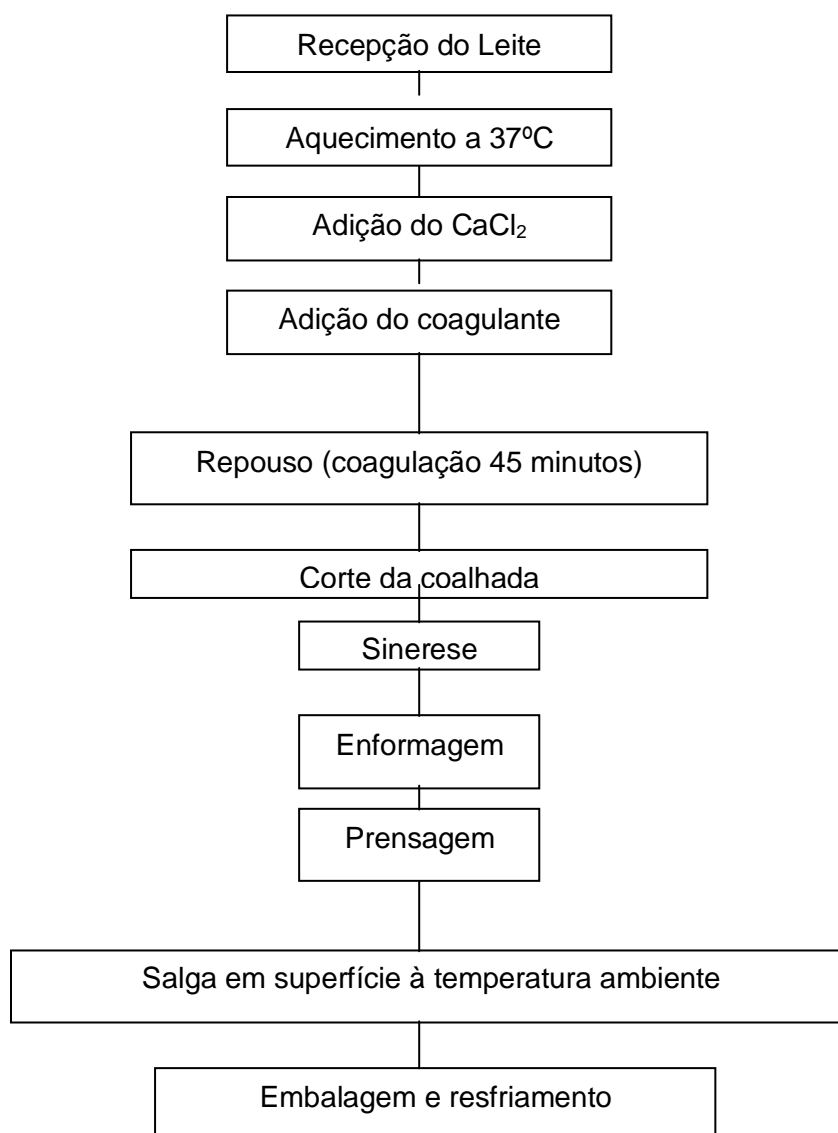 Recepção do Leite
Aquecimento a 37ºC
Adição do CaCl₂
Adição do coagulante
Repouso (coagulação 45 minutos)
Corte da coalhada
Sinerese
Enformagem
Prensagem
Salga em superfície à temperatura ambiente
Embalagem e resfriamento